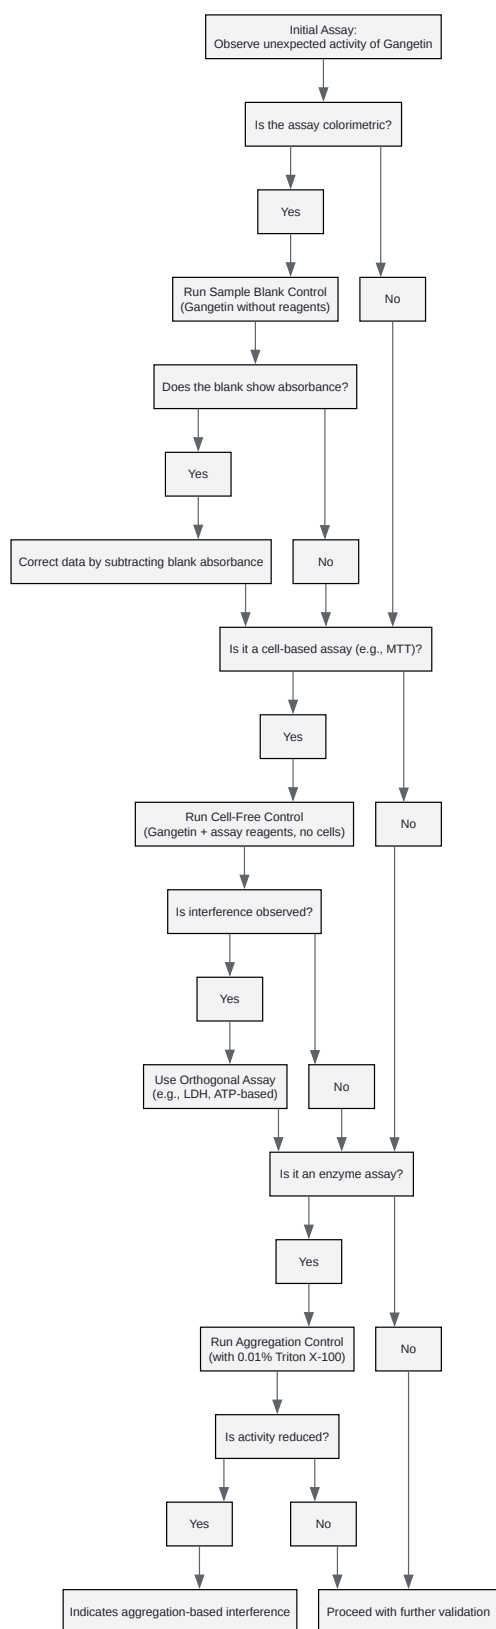 Initial Assay:
Observe unexpected activity of Gangetin
Is the assay colorimetric?
Yes
Run Sample Blank Control
(Gangetin without reagents)
No
Does the blank show absorbance?
Yes
Correct data by subtracting blank absorbance
No
Is it a cell-based assay (e.g., MTT)?
Yes
Run Cell-Free Control
(Gangetin + assay reagents, no cells)
No
Is interference observed?
Yes
Use Orthogonal Assay
(e.g., LDH, ATP-based)
No
Is it an enzyme assay?
Yes
Run Aggregation Control
(with 0.01% Triton X-100)
No
Is activity reduced?
Yes
No
Indicates aggregation-based interference
Proceed with further validation